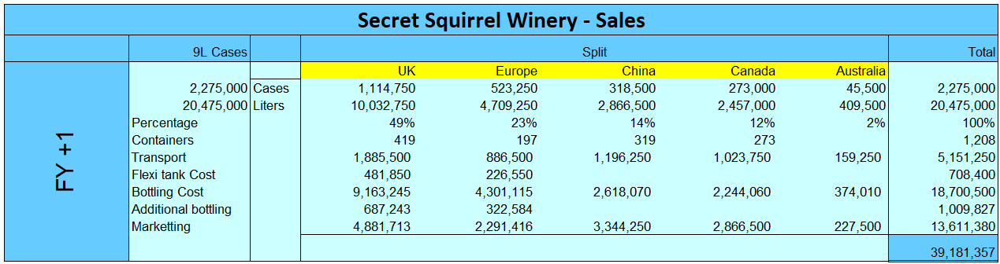 Secret Squirrel Winery - Sales
9L Cases Split Total
FY +1
UK Europe China Canada Australia
2,275,000 Cases 1,114,750 523,250 318,500 273,000 45,500 2,275,000
20,475,000 Liters 10,032,750 4,709,250 2,866,500 2,457,000 409,500 20,475,000
Percentage 49% 23% 14% 12% 2% 100%
Containers 419 197 319 273 1,208
Transport 1,885,500 886,500 1,196,250 1,023,750 159,250 5,151,250
Flexi tank Cost 481,850 226,550 708,400
Bottling Cost 9,163,245 4,301,115 2,618,070 2,244,060 374,010 18,700,500
Additional bottling 687,243 322,584 1,009,827
Marketting 4,881,713 2,291,416 3,344,250 2,866,500 227,500 13,611,380
39,181,357